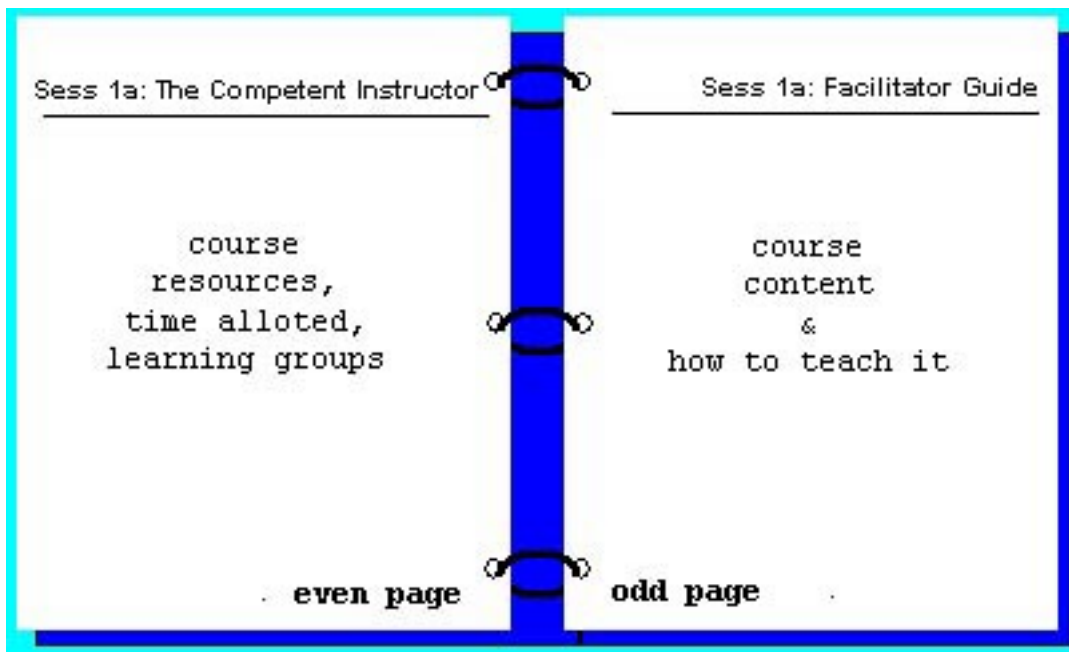 Sess 1a: The Competent Instructor
course
resources,
time alloted,
learning groups
even page
Sess 1a: Facilitator Guide
course
content
&
how to teach it
odd page